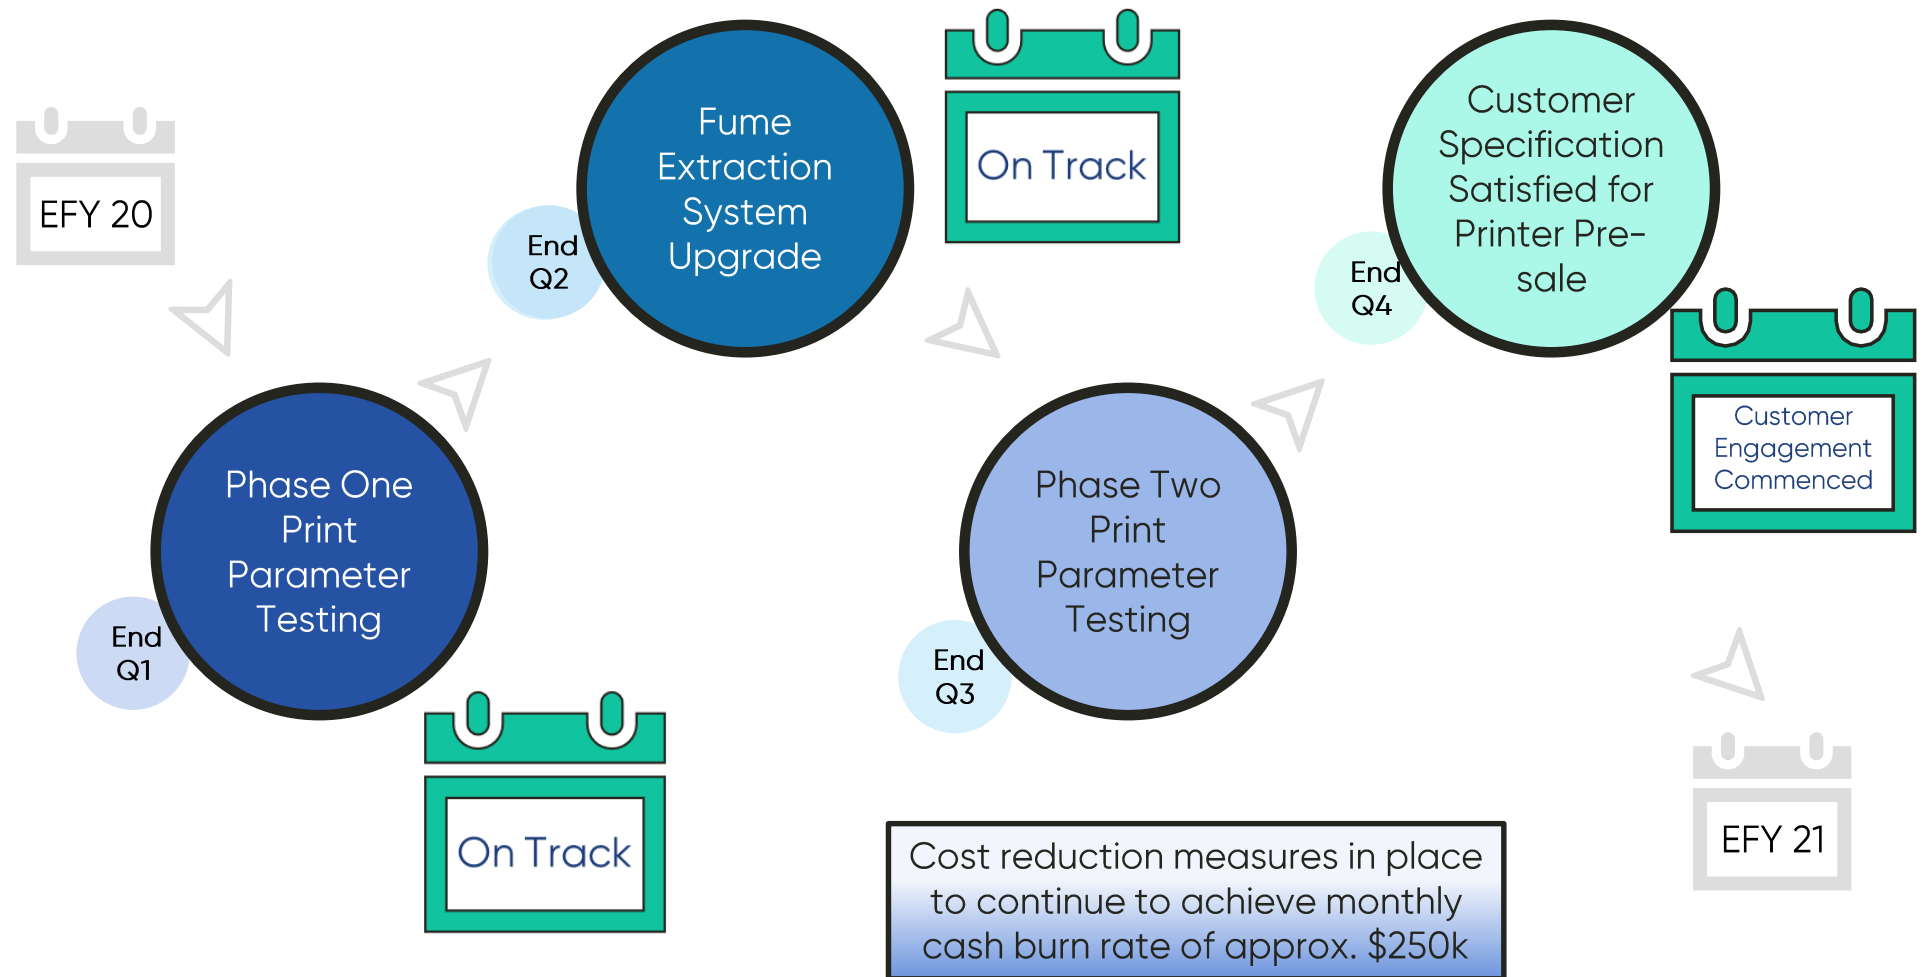 EFY 20
End
Q1
Phase One
Print
Parameter
Testing
On Track
End
Q2
Fume
Extraction
System
Upgrade
On Track
End
Q3
Phase Two
Print
Parameter
Testing
End
Q4
Customer
Specification
Satisfied for
Printer Pre-
sale
Customer
Engagement
Commenced
EFY 21
Cost reduction measures in place
to continue to achieve monthly
cash burn rate of approx. $250k